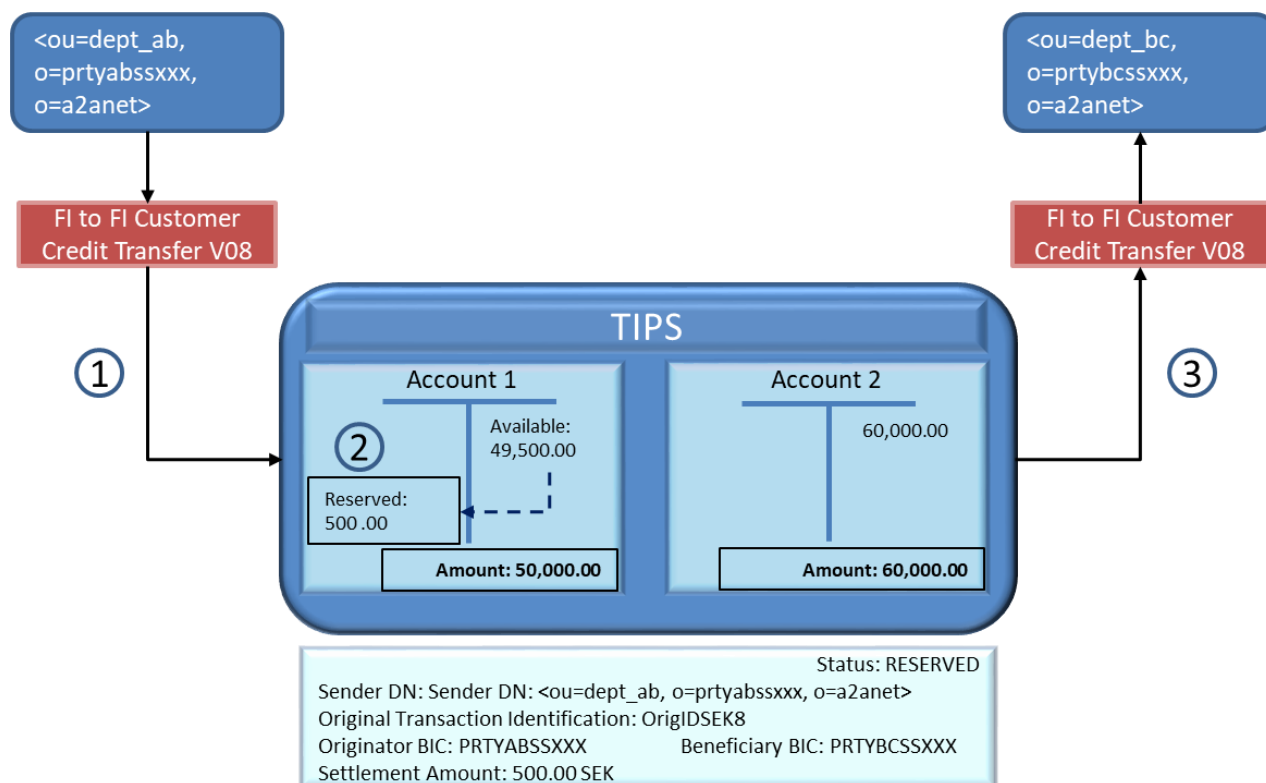 <ou=dept_ab,
o=prtyabssxxx,
o=a2anet>
<ou=dept_bc,
o=prtybcssxxx,
o=a2anet>
FI to FI Customer
Credit Transfer V08
FI to FI Customer
Credit Transfer V08
TIPS
1
3
Account 1
2
Available:
49,500.00
Reserved:
500 .00
Amount: 50,000.00
Account 2
60,000.00
Amount: 60,000.00
Status: RESERVED
Sender DN: Sender DN: <ou=dept_ab, o=prtyabssxxx, o=a2anet>
Original Transaction Identification: OrigIDSEK8
Originator BIC: PRTYABSSXXX Beneficiary BIC: PRTYBCSSXXX
Settlement Amount: 500.00 SEK